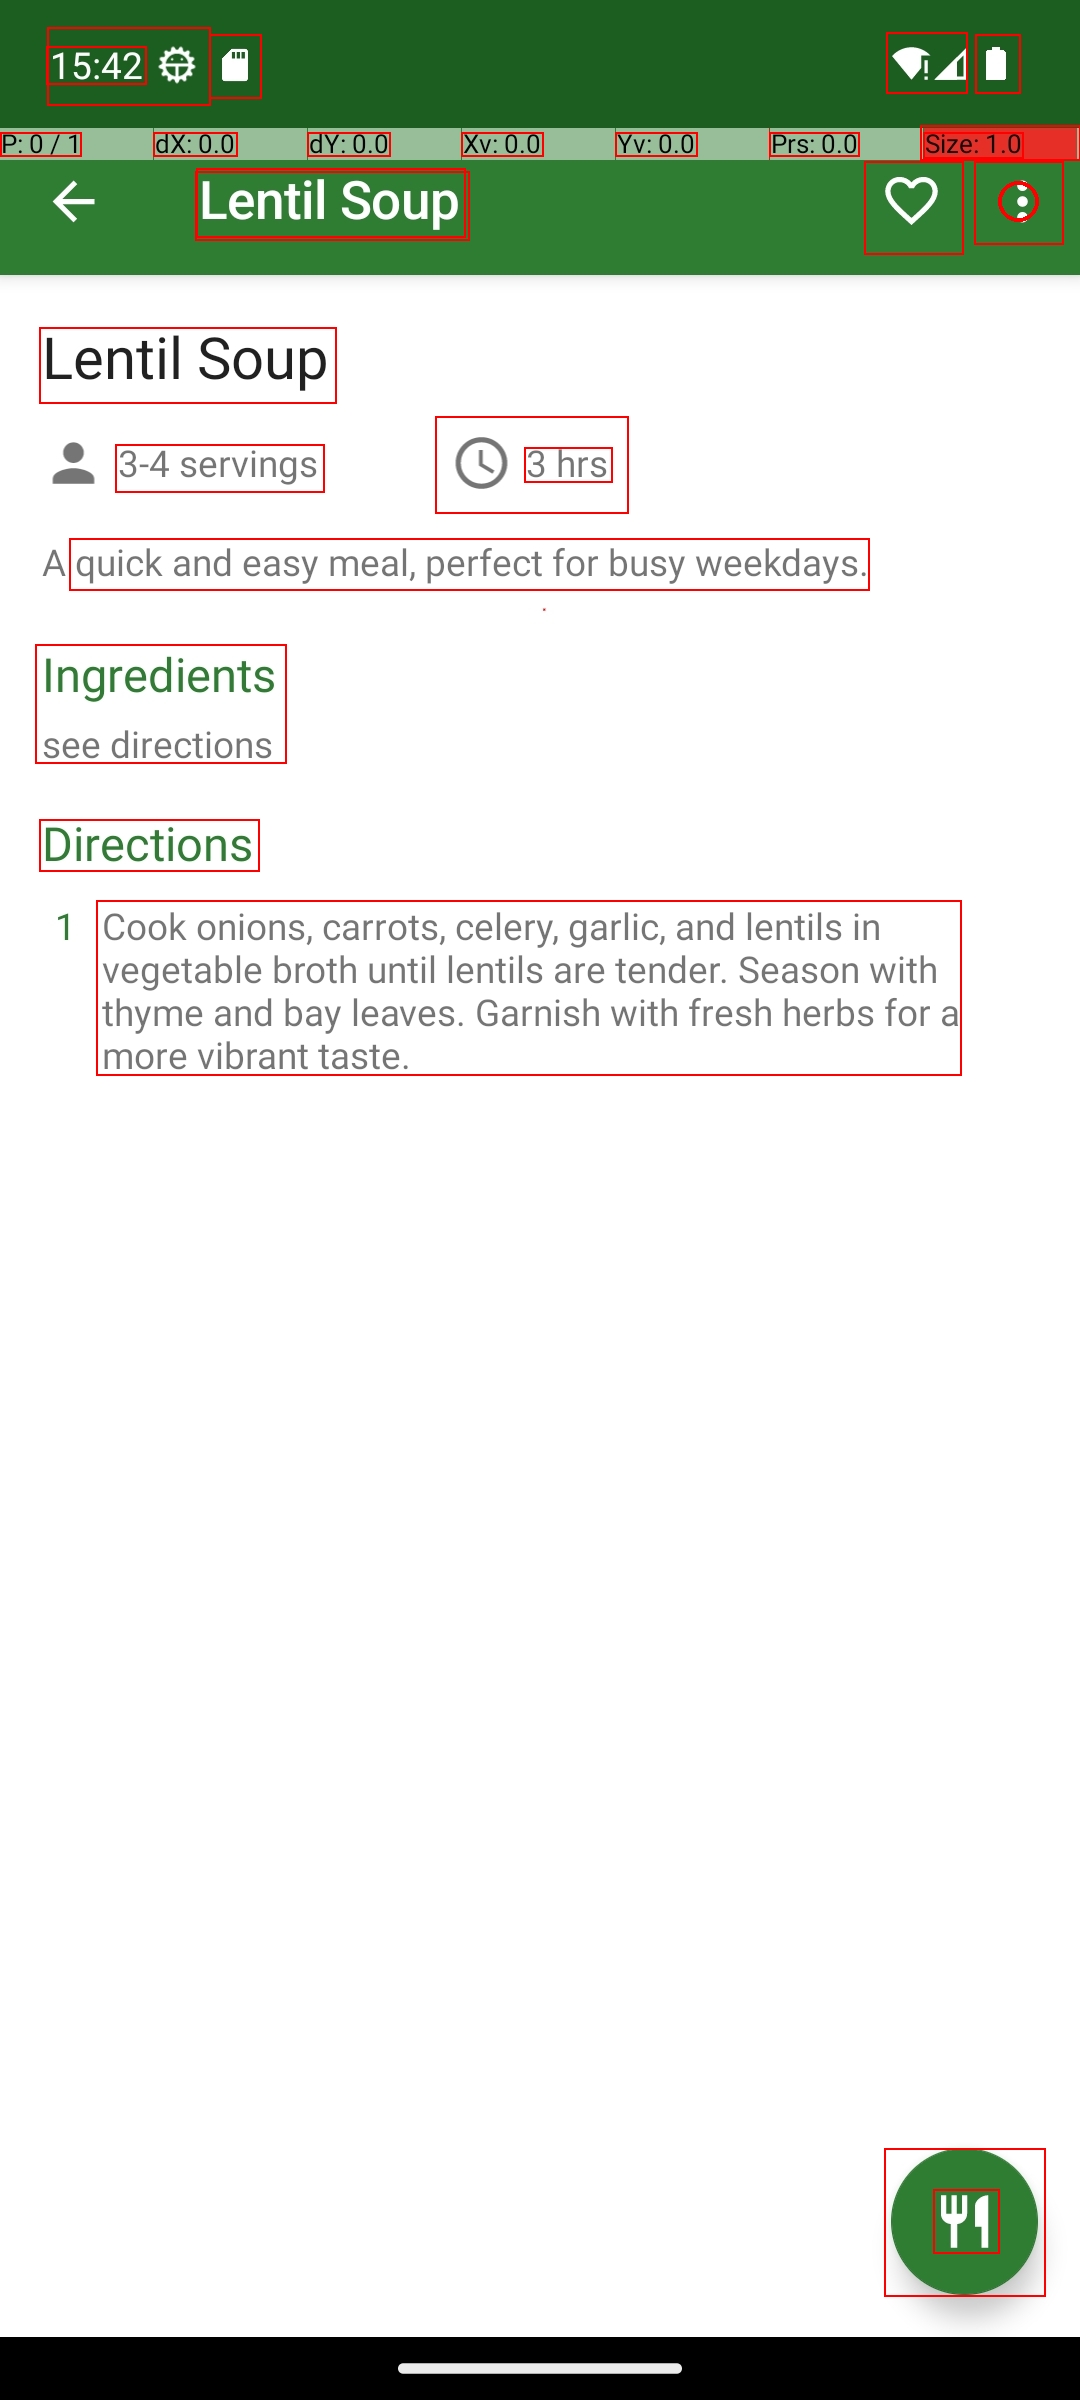 15:42
P: 0 / 1 dX: 0.0 dY: 0.0 Xv: 0.0 Yv: 0.0 Prs: 0.0 Size: 1.0
Lentil Soup
Lentil Soup
3-4 servings 3 hrs
A quick and easy meal, perfect for busy weekdays.
Ingredients
see directions
Directions
1 Cook onions, carrots, celery, garlic, and lentils in
vegetable broth until lentils are tender. Season with
thyme and bay leaves. Garnish with fresh herbs for a
more vibrant taste.